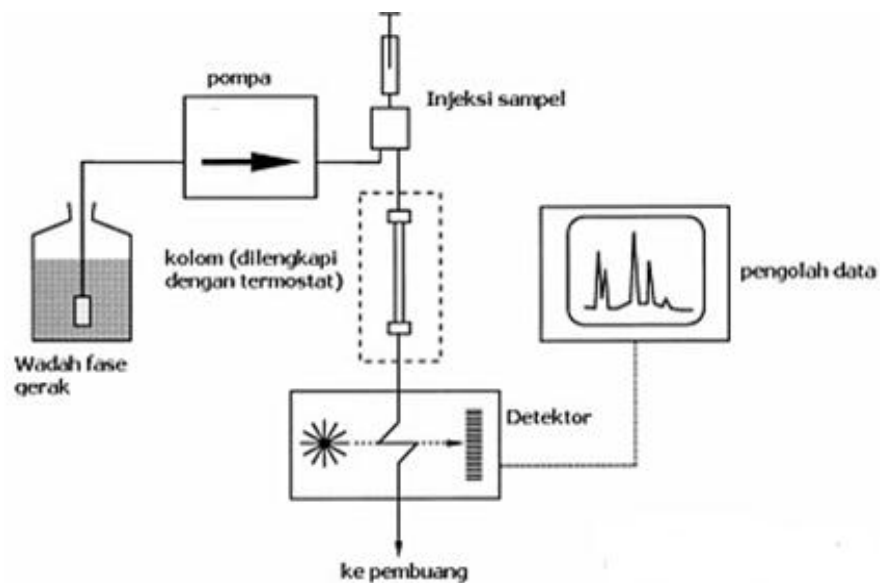 pompa
Injeksi sampel
kolom (dilengkapi
dengan termostat)
pengolah data
Wadah fase
gerak
Detektor
ke pembuang